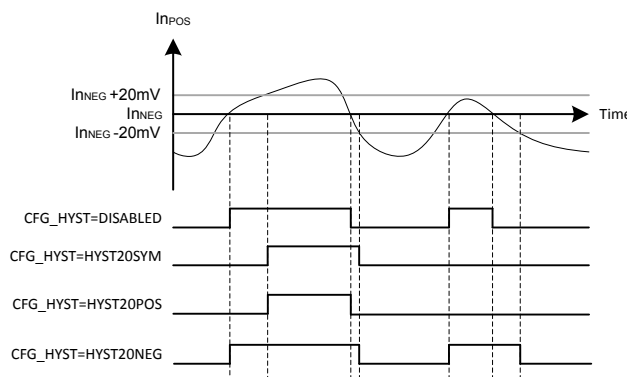 InPOS
InNEG +20mV
InNEG
Time
InNEG -20mV
CFG_HYST=DISABLED
CFG_HYST=HYST20SYM
CFG_HYST=HYST20POS
CFG_HYST=HYST20NEG